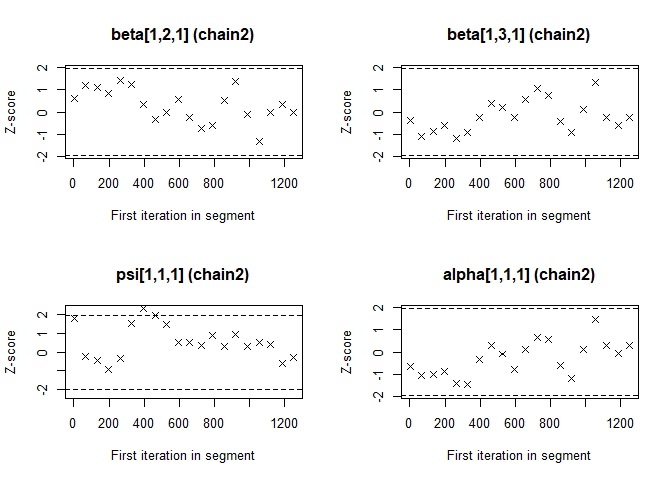 beta[1,2,1] (chain2)
Z-score
2
1
0
-1
-2
0 200 400 600 800 1200
First iteration in segment
beta[1,3,1] (chain2)
Z-score
2
1
0
-1
-2
0 200 400 600 800 1200
First iteration in segment
psi[1,1,1] (chain2)
Z-score
2
0
-2
0 200 400 600 800 1200
First iteration in segment
alpha[1,1,1] (chain2)
Z-score
2
1
0
-1
-2
0 200 400 600 800 1200
First iteration in segment